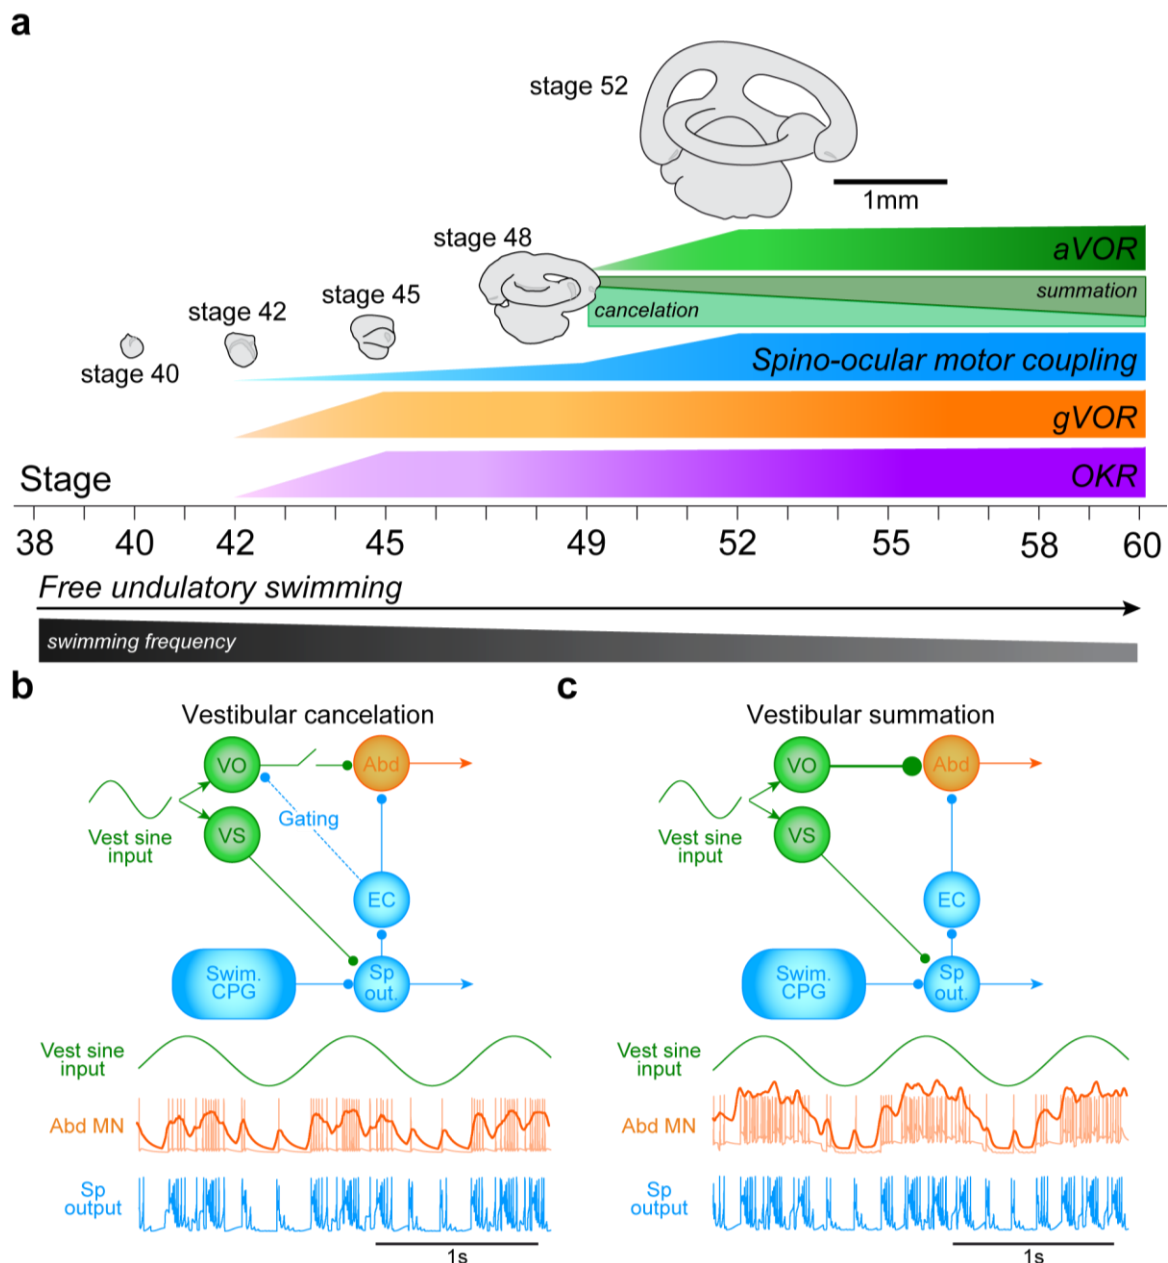 a
stage 52
1mm
stage 48
aVOR
stage 45
summation
stage 42
cancelation
stage 40
Spino-ocular motor coupling
gVOR
Stage
OKR
38 40 42 45 49 52 55 58 60
Free undulatory swimming
swimming frequency
b
Vestibular cancelation
VO
Abd
Gating
Vest sine
input
VS
EC
Swim.
CPG
Sp
out.
Vest sine
input
Abd MN
Sp
output
1s
c
Vestibular summation
VO
Abd
Vest sine
input
VS
EC
Swim.
CPG
Sp
out.
Vest sine
input
Abd MN
Sp
output
1s